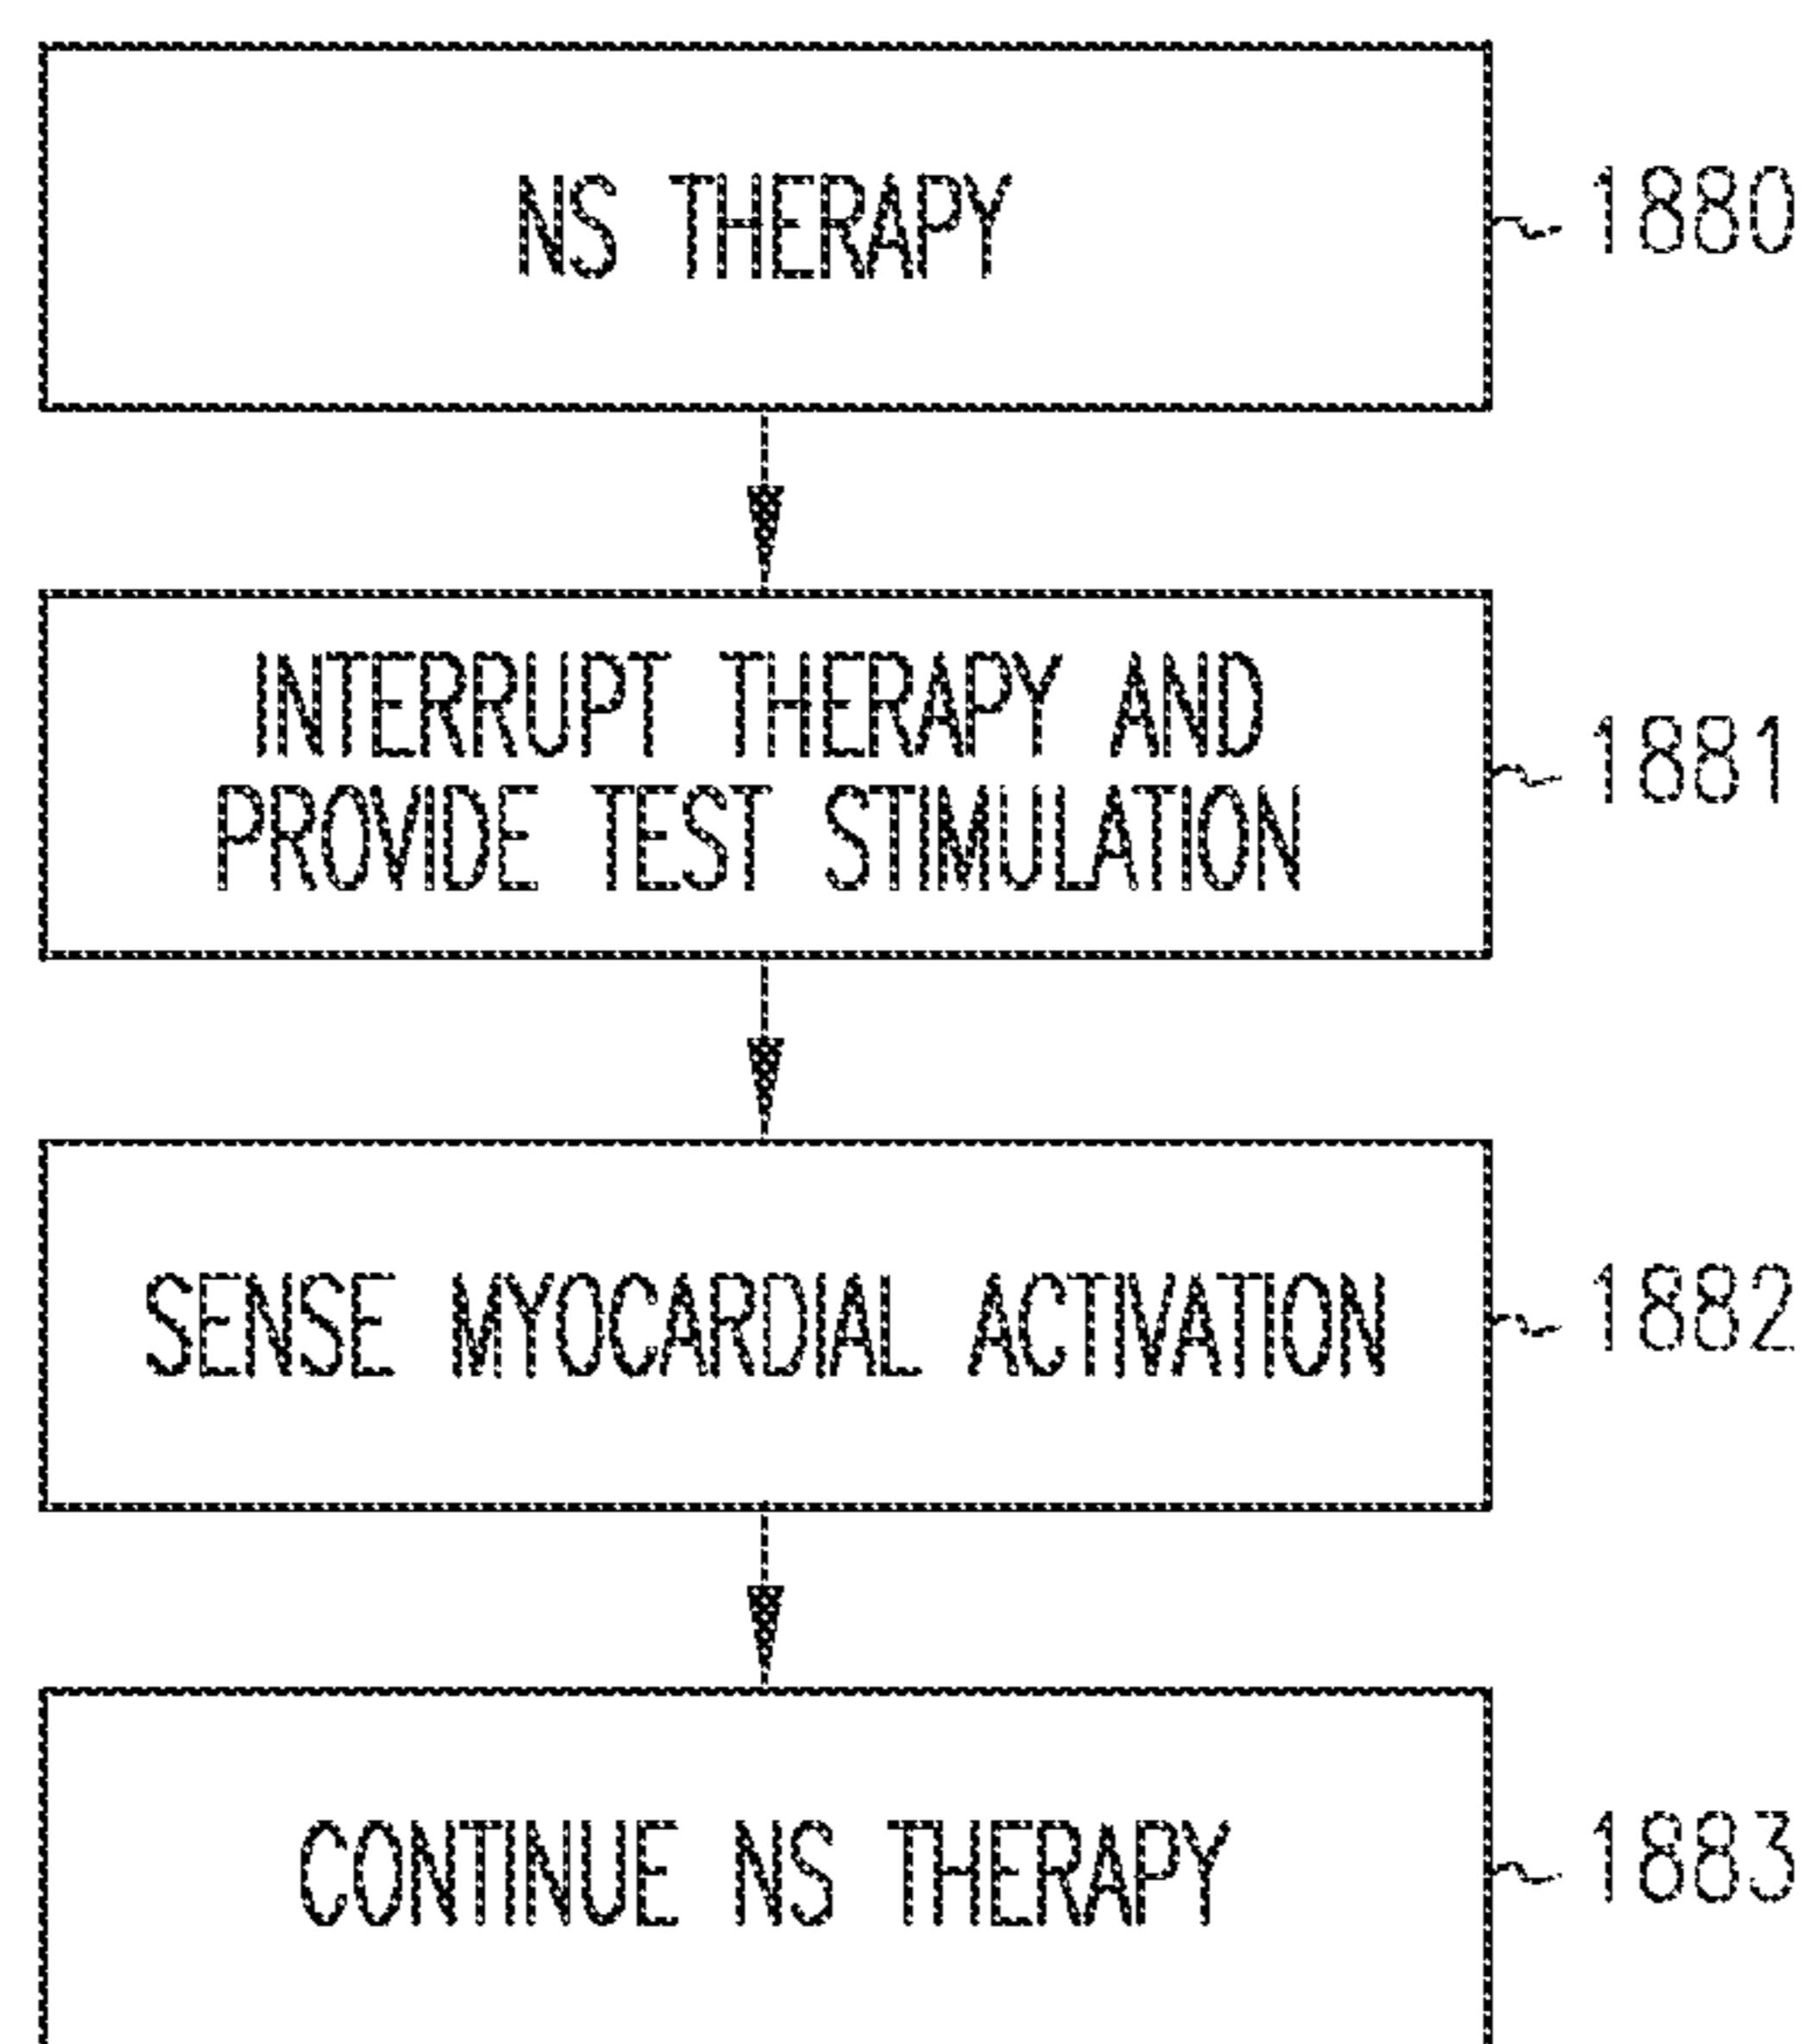 NS THERAPY
1880
INTERRUPT THERAPY AND
PROVIDE TEST STIMULATION
1881
SENSE MYOCARDIAL ACTIVATION
1882
CONTINUE NS THERAPY
1883